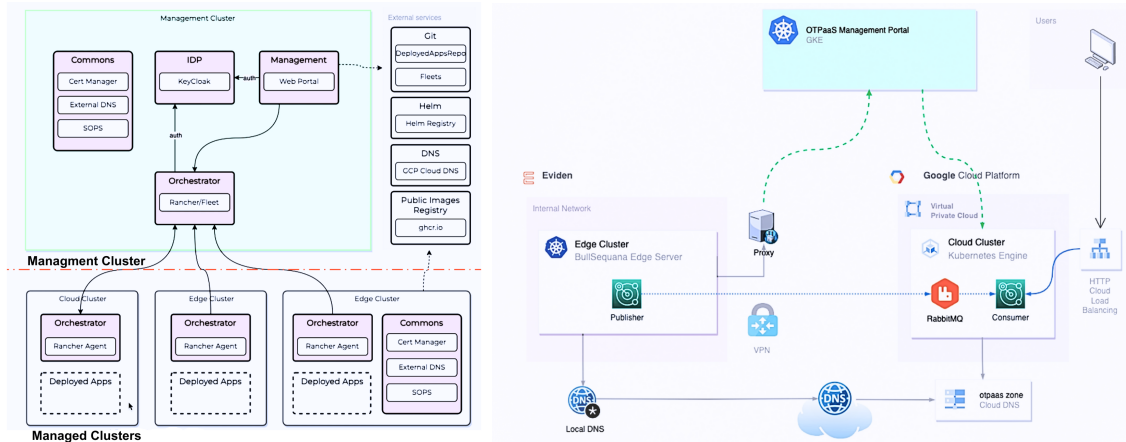 Management Cluster
Commons
Cert Manager
External DNS
SOPS
IDP
KeyCloak
auth
Management
Web Portal
auth
Orchestrator
Rancher/Fleet
Managment Cluster
External services
Git
DeployedAppsRepo
Fleets
Helm
Helm Registry
DNS
GCP Cloud DNS
Public Images
Registry
ghcr.io
Cloud Cluster
Orchestrator
Rancher Agent
Deployed Apps
Edge Cluster
Orchestrator
Rancher Agent
Deployed Apps
Edge Cluster
Orchestrator
Rancher Agent
Deployed Apps
Commons
Cert Manager
External DNS
SOPS
Managed Clusters
OTPaaS Management Portal
GKE
Users
Eviden
Internal Network
Edge Cluster
BullSequana Edge Server
Publisher
Proxy
VPN
Google Cloud Platform
Virtual
Private Cloud
Cloud Cluster
Kubernetes Engine
RabbitMQ
Consumer
HTTP
Cloud
Load
Balancing
DNS
Local DNS
DNS
otpaas zone
Cloud DNS